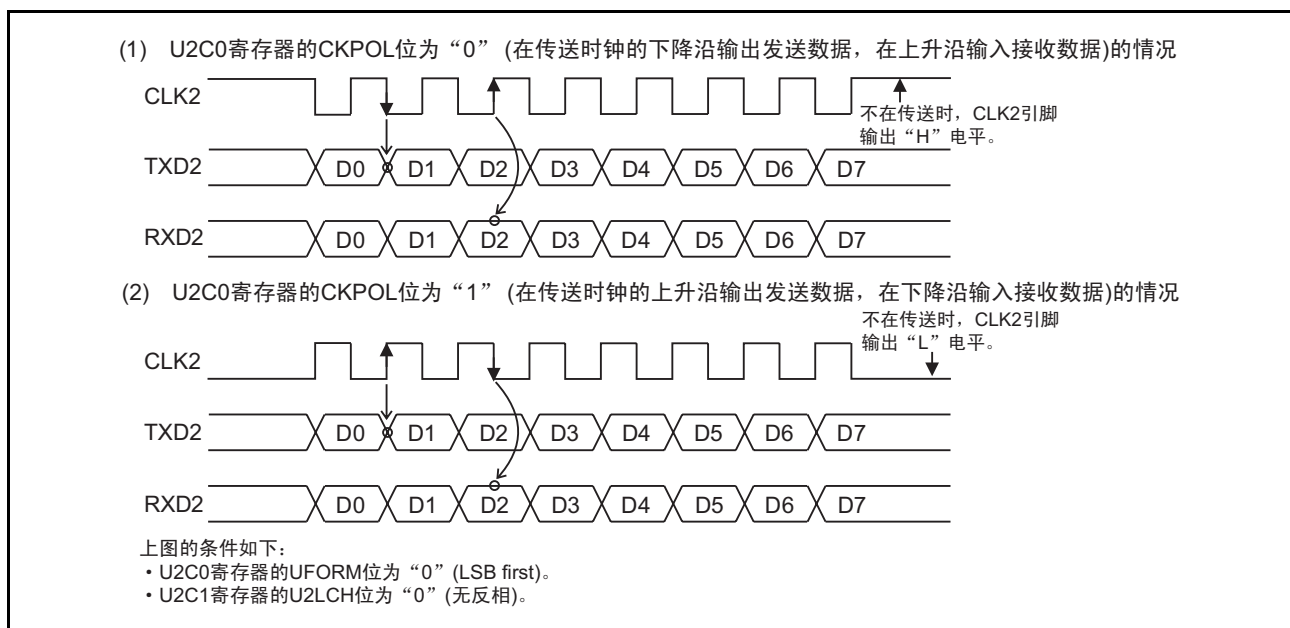 (1) U2C0寄存器的CKPOL位为“0” (在传送时钟的下降沿输出发送数据，在上升沿输入接收数据)的情况
CLK2
不在传送时，CLK2引脚
输出“H”电平。
TXD2 D0 D1 D2 D3 D4 D5 D6 D7
RXD2 D0 D1 D2 D3 D4 D5 D6 D7
(2) U2C0寄存器的CKPOL位为“1” (在传送时钟的上升沿输出发送数据，在下降沿输入接收数据)的情况
不在传送时，CLK2引脚
输出“L”电平。
CLK2
TXD2 D0 D1 D2 D3 D4 D5 D6 D7
RXD2 D0 D1 D2 D3 D4 D5 D6 D7
上图的条件如下：
・U2C0寄存器的UFORM位为“0”(LSB first)。
・U2C1寄存器的U2LCH位为“0”(无反相)。